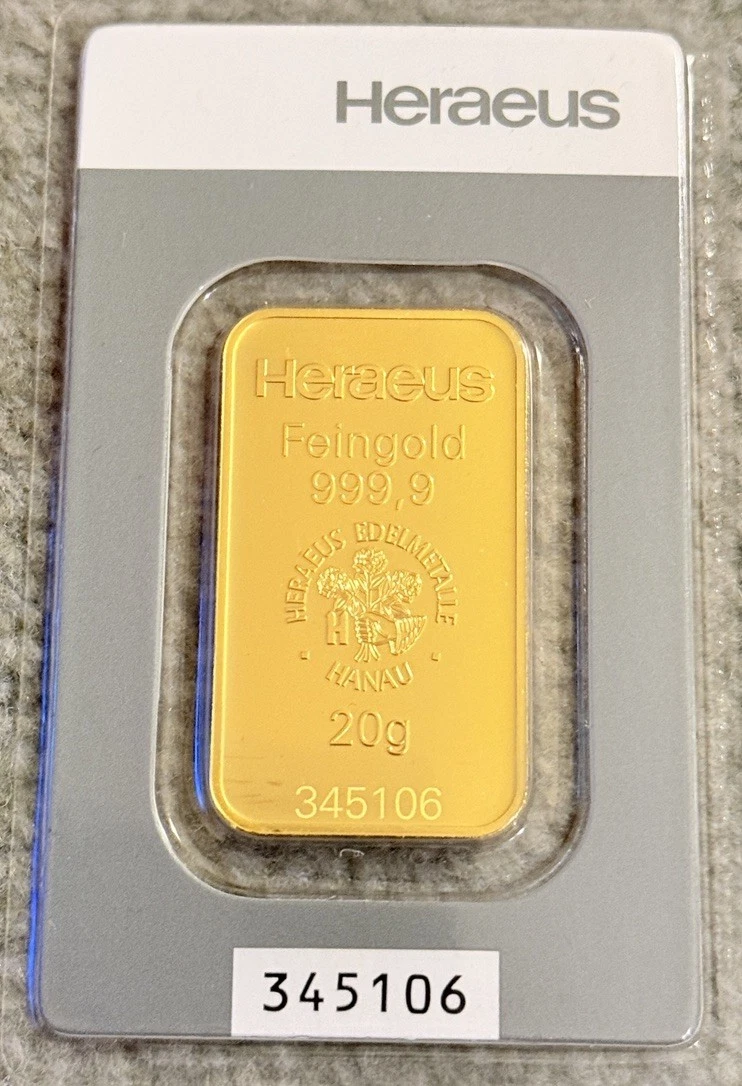 Heraeus
Heraeus
Feingold
999,9
HERAEUS EDELMETALLE
H
· HANAU ·
20g
345106
345106